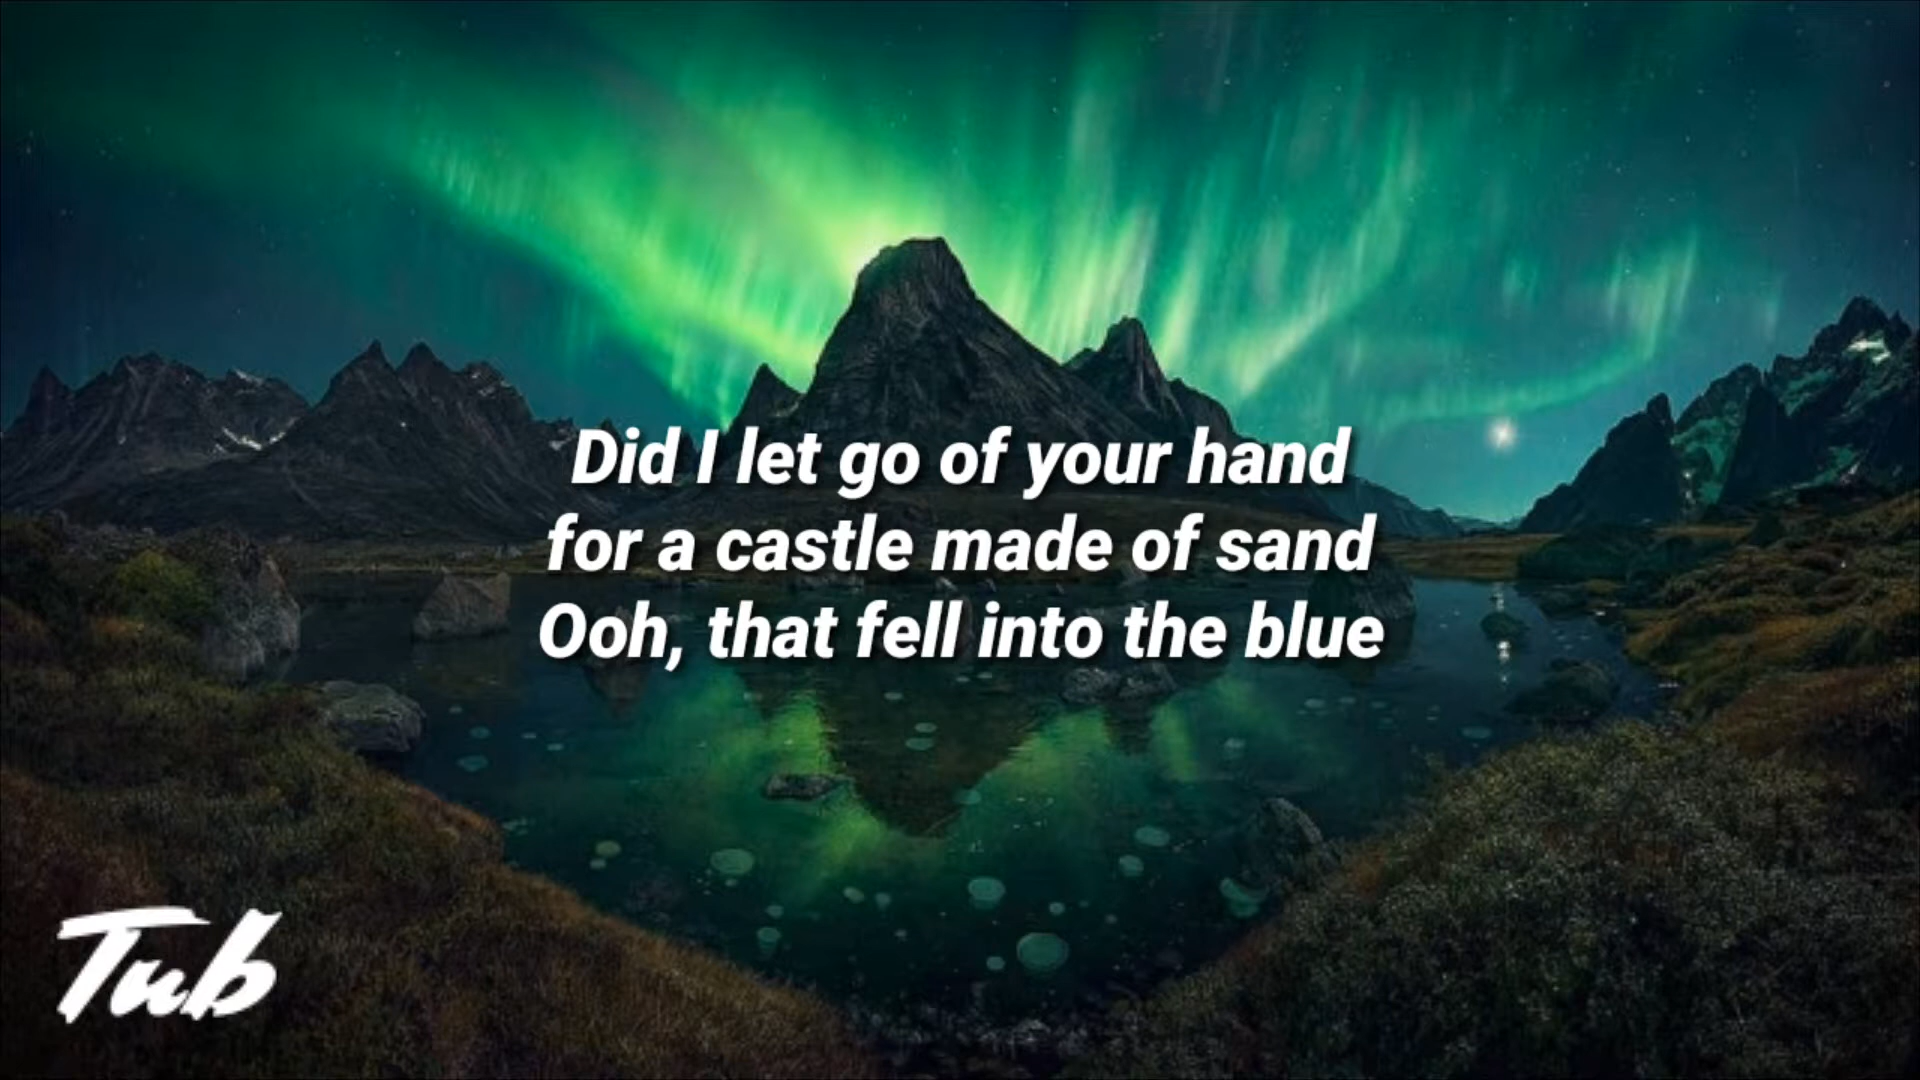 Did I let go of your hand
for a castle made of sand
Ooh, that fell into the blue
Tub